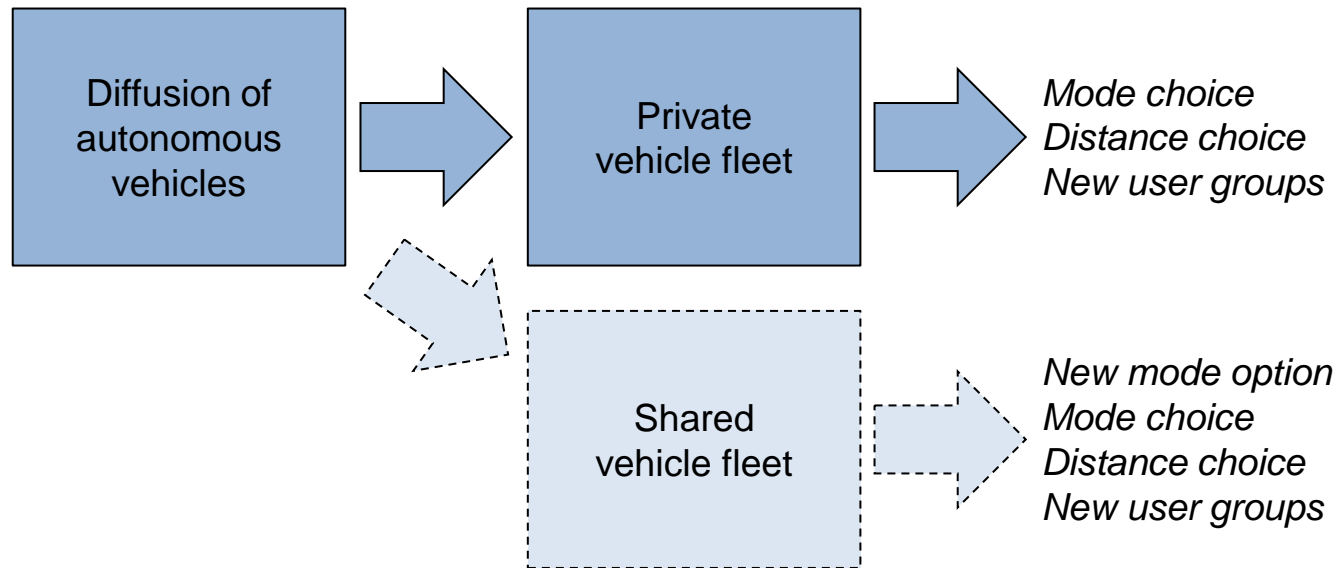 Diffusion of
autonomous
vehicles
Private
vehicle fleet
Mode choice
Distance choice
New user groups
Shared
vehicle fleet
New mode option
Mode choice
Distance choice
New user groups